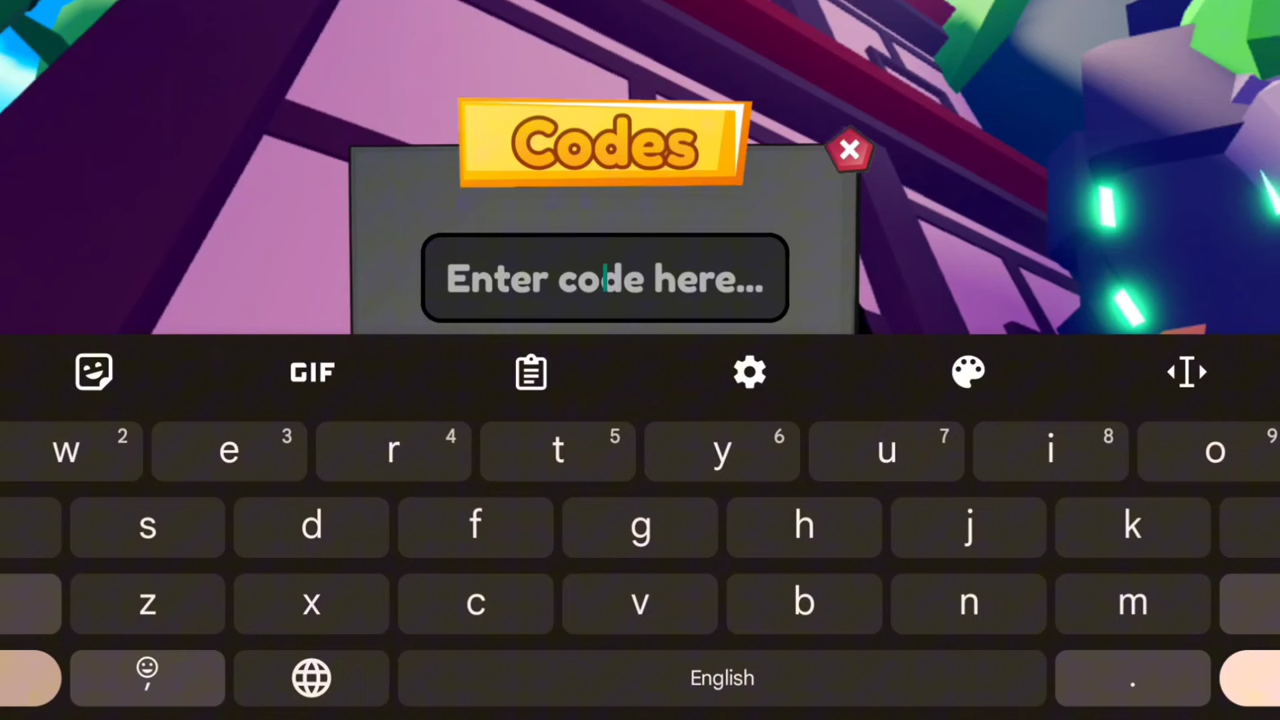 Codes
Enter code here...
GIF
w 2 e 3 r 4 t 5 y 6 u 7 i 8 o 9
s d f g h j k
z x c v b n m
, English .